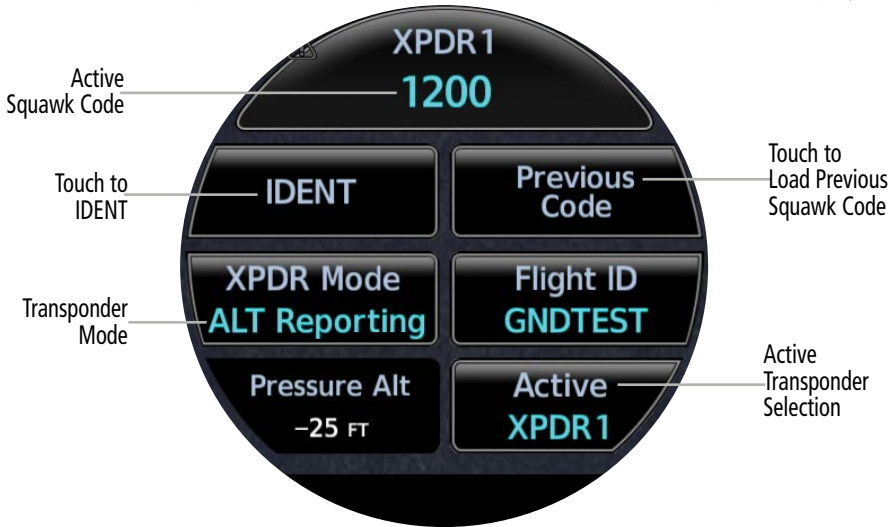 XPDR1
Active
Squawk Code
1200
Touch to
IDENT
IDENT
Previous
Code
Touch to
Load Previous
Squawk Code
XPDR Mode
ALT Reporting
Transponder
Mode
Flight ID
GNDTEST
Pressure Alt
−25 FT
Active
XPDR1
Active
Transponder
Selection